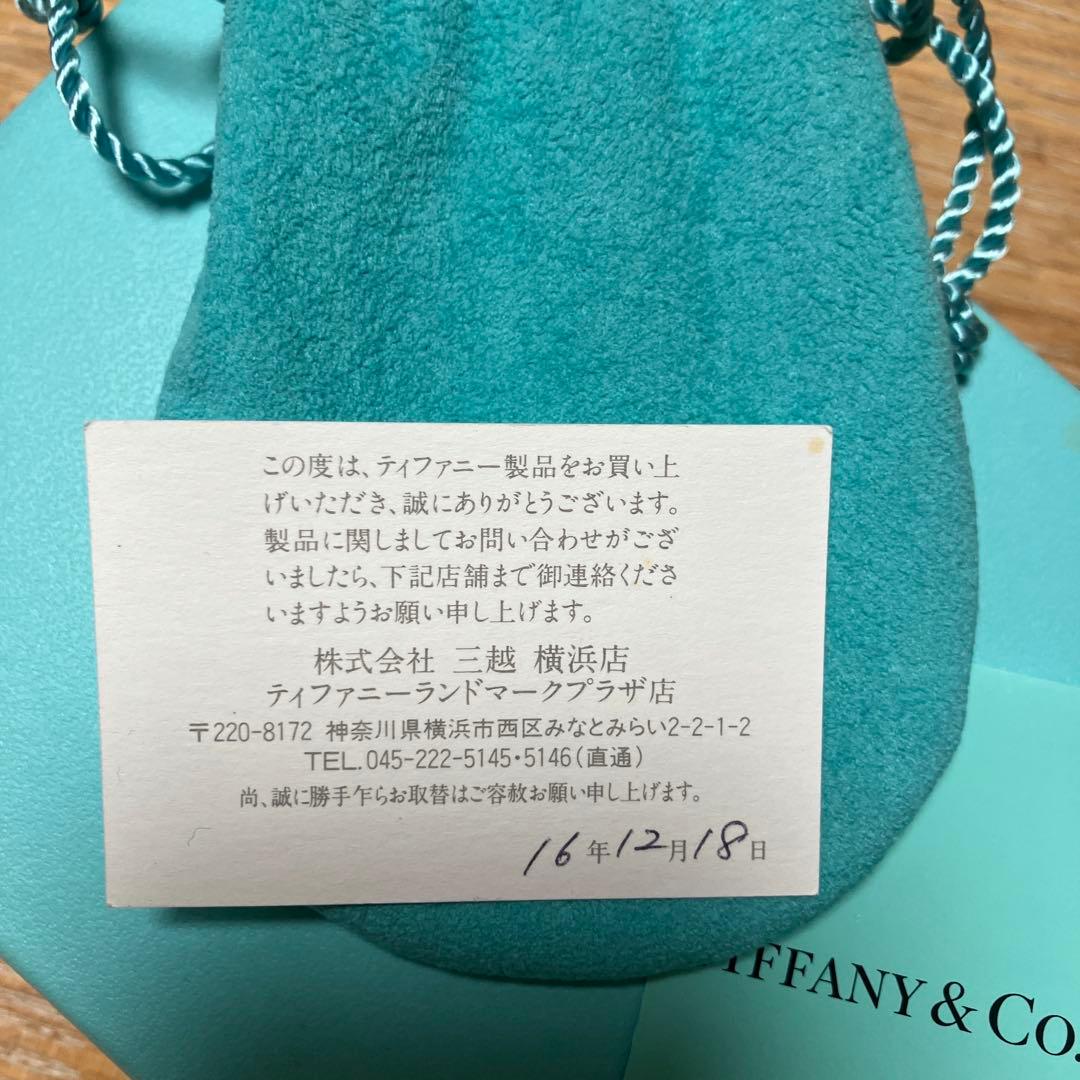 この度は、ティファニー製品をお買い上
げいただき、誠にありがとうございます。
製品に関しましてお問い合わせがござ
いましたら、下記店舗まで御連絡くださ
いますようお願い申し上げます。
株式会社 三越 横浜店
ティファニーランドマークプラザ店
〒220-8172 神奈川県横浜市西区みなとみらい2-2-1-2
TEL.045-222-5145・5146(直通)
尚、誠に勝手乍らお取替はご容赦お願い申し上げます。
16年12月18日
TIFFANY & CO.